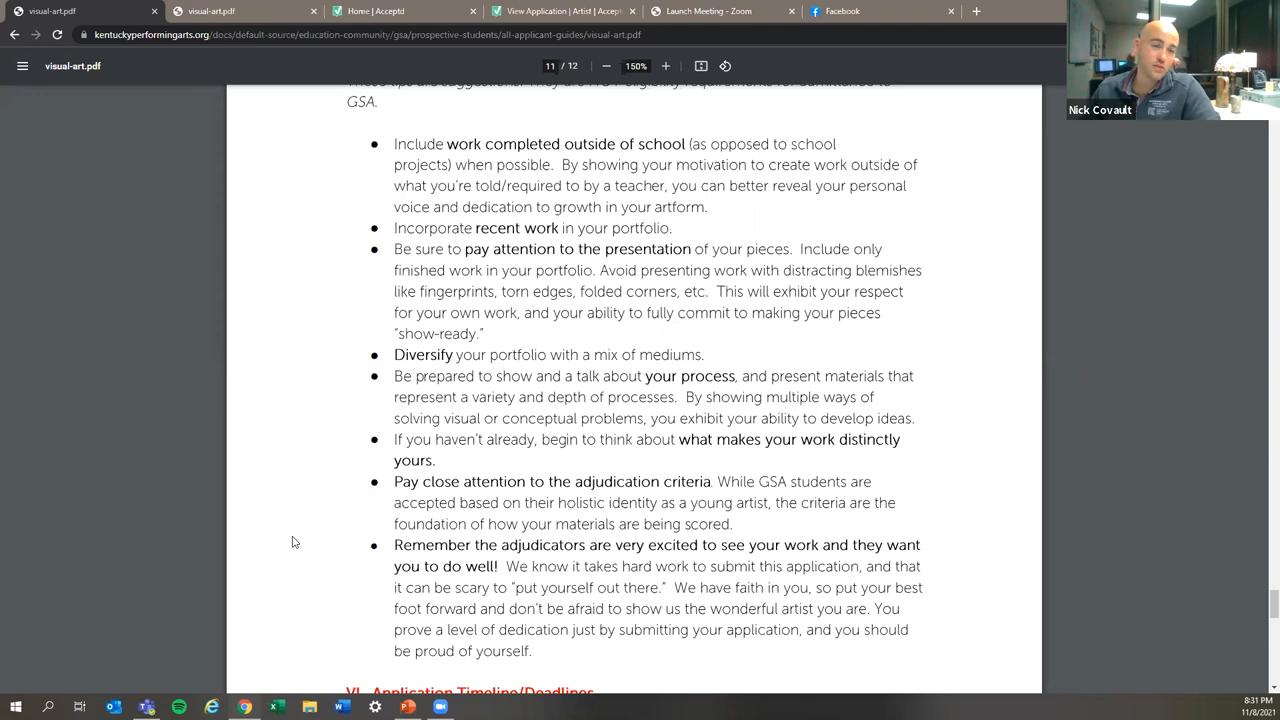 visual-art.pdf
visual-art.pdf
Home | Acceptd
View Application | Artist | Accept
Launch Meeting - Zoom
Facebook
kentuckyperformingarts.org/docs/default-source/education-community/gsa/prospective-students/all-applicant-guides/visual-art.pdf
visual-art.pdf
11 / 12
150%
Nick Covault
GSA.
Include work completed outside of school (as opposed to school
projects) when possible. By showing your motivation to create work outside of
what you're told/required to by a teacher, you can better reveal your personal
voice and dedication to growth in your artform.
Incorporate recent work in your portfolio.
Be sure to pay attention to the presentation of your pieces. Include only
finished work in your portfolio. Avoid presenting work with distracting blemishes
like fingerprints, torn edges, folded corners, etc. This will exhibit your respect
for your own work, and your ability to fully commit to making your pieces
"show-ready."
Diversify your portfolio with a mix of mediums.
Be prepared to show and a talk about your process, and present materials that
represent a variety and depth of processes. By showing multiple ways of
solving visual or conceptual problems, you exhibit your ability to develop ideas.
If you haven't already, begin to think about what makes your work distinctly
yours.
Pay close attention to the adjudication criteria. While GSA students are
accepted based on their holistic identity as a young artist, the criteria are the
foundation of how your materials are being scored.
Remember the adjudicators are very excited to see your work and they want
you to do well! We know it takes hard work to submit this application, and that
it can be scary to "put yourself out there." We have faith in you, so put your best
foot forward and don't be afraid to show us the wonderful artist you are. You
prove a level of dedication just by submitting your application, and you should
be proud of yourself.
VI. Application Timeline/Deadlines
8:31 PM
11/8/2021